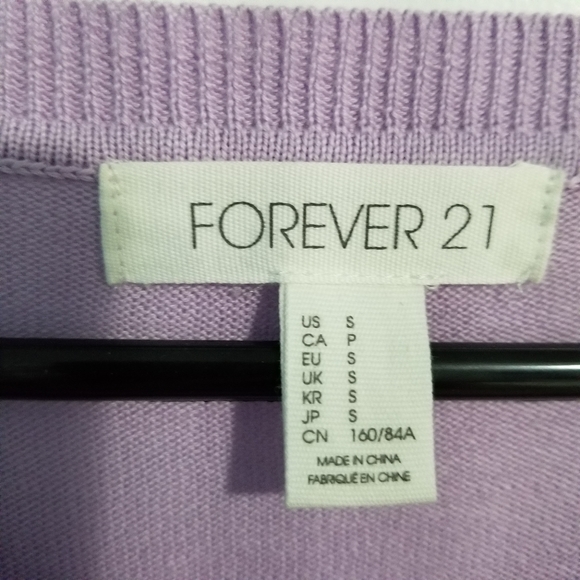 FOREVER 21
US S
CA P
EU S
UK S
KR S
JP S
CN 160/84A
MADE IN CHINA
FABRIQUÉ EN CHINE